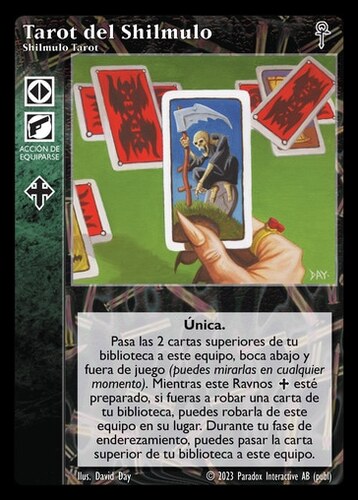 Tarot del Shilmulo
Shilmulo Tarot
ACCIÓN DE
EQUIPARSE
DAY.
Única.
Pasa las 2 cartas superiores de tu
biblioteca a este equipo, boca abajo y
fuera de juego (puedes mirarlas en cualquier
momento). Mientras este Ravnos esté
preparado, si fueras a robar una carta de
tu biblioteca, puedes robarla de este
equipo en su lugar. Durante tu fase de
enderezamiento, puedes pasar la carta
superior de tu biblioteca a este equipo.
Ilus. David Day © 2023 Paradox Interactive AB (publ)